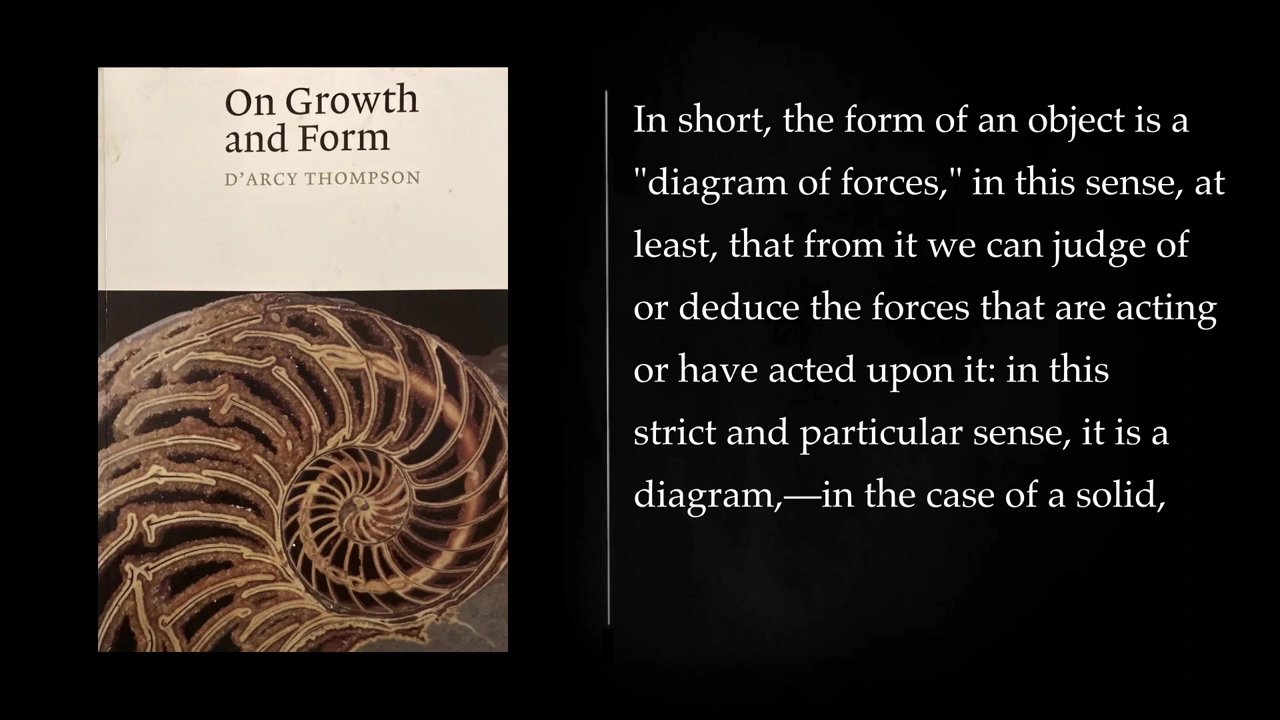 On Growth
and Form
D'ARCY THOMPSON
In short, the form of an object is a
"diagram of forces," in this sense, at
least, that from it we can judge of
or deduce the forces that are acting
or have acted upon it: in this
strict and particular sense, it is a
diagram,—in the case of a solid,